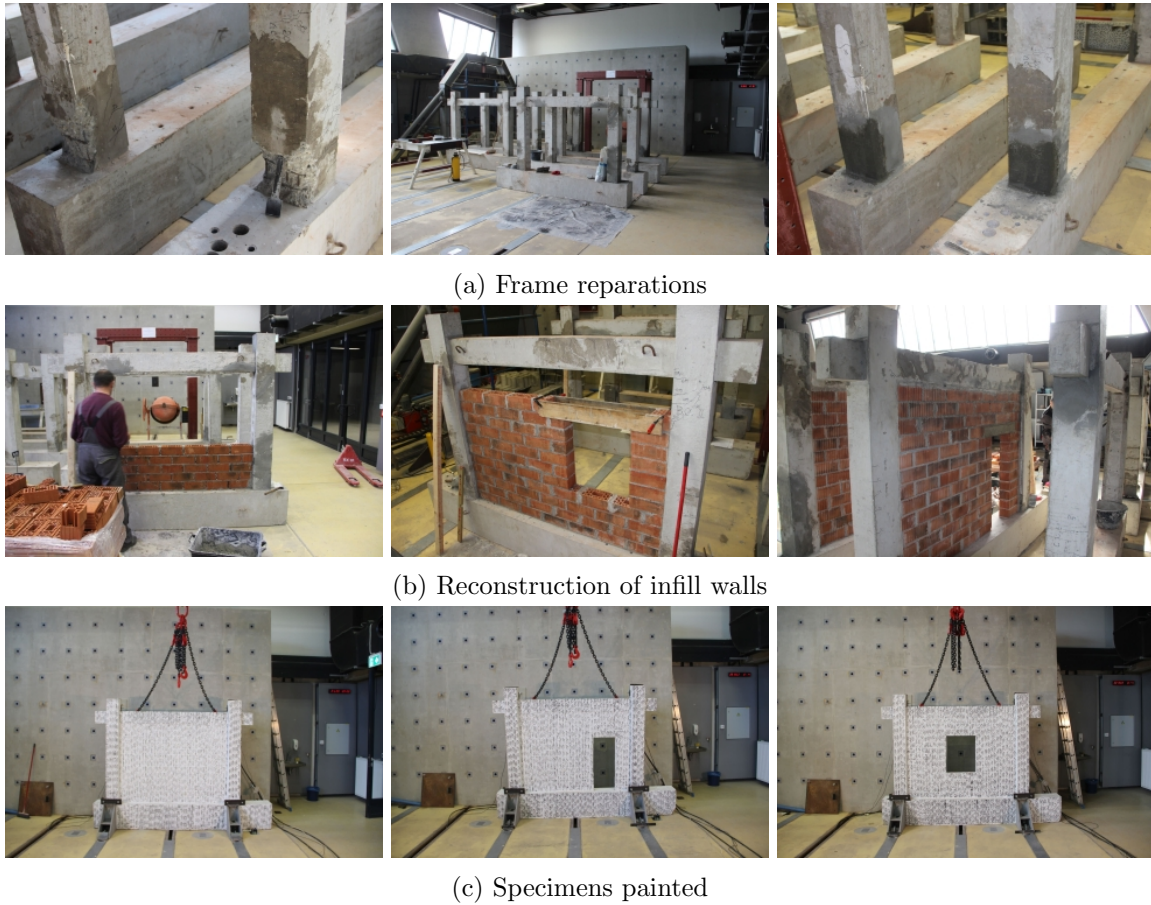 (a) Frame reparations
(b) Reconstruction of infill walls
(c) Specimens painted